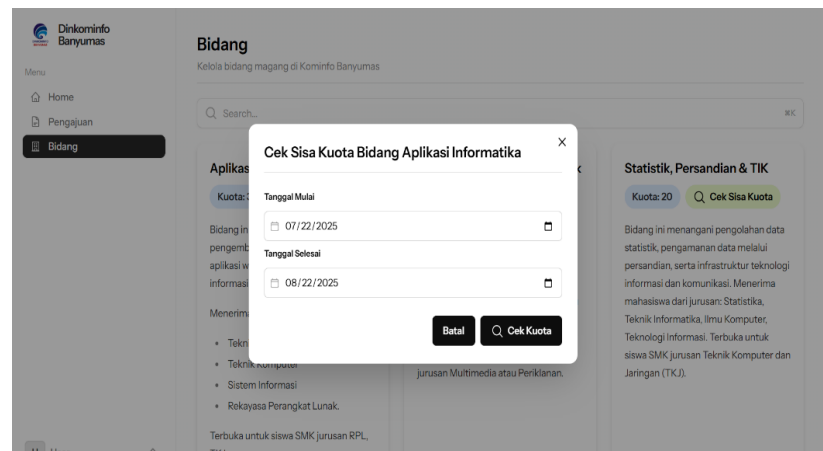 Dinkominfo
Banyumas
Menu
Home
Pengajuan
Bidang
Bidang
Kelola bidang magang di Kominfo Banyumas
Search...
⌘K
Cek Sisa Kuota Bidang Aplikasi Informatika
X
Tanggal Mulai
07/22/2025
Tanggal Selesai
08/22/2025
Batal
Cek Kuota
Aplikas
Kuota:
Bidang in
pengemb
aplikasi w
informasi
Menerima
• Tekn
• Teknik Komputer
• Sistem Informasi
• Rekayasa Perangkat Lunak.
Terbuka untuk siswa SMK jurusan RPL,
jurusan Multimedia atau Periklanan.
Statistik, Persandian & TIK
Kuota: 20
Cek Sisa Kuota
Bidang ini menangani pengolahan data
statistik, pengamanan data melalui
persandian, serta infrastruktur teknologi
informasi dan komunikasi. Menerima
mahasiswa dari jurusan: Statistika,
Teknik Informatika, Ilmu Komputer,
Teknologi Informasi. Terbuka untuk
siswa SMK jurusan Teknik Komputer dan
Jaringan (TKJ).